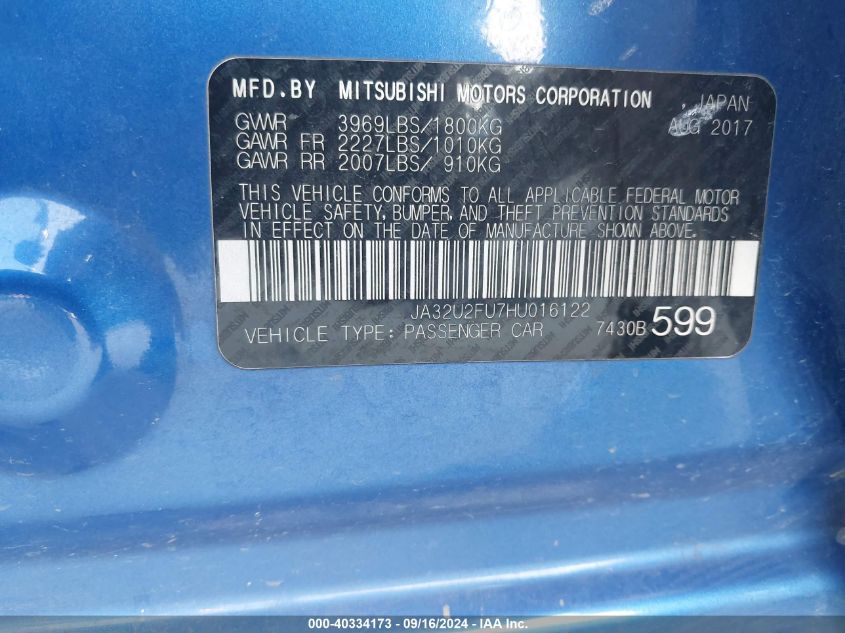 MFD.BY MITSUBISHI MOTORS CORPORATION JAPAN
GVWR 3969LBS/1800KG AUG 2017
GAWR FR 2227LBS/1010KG
GAWR RR 2007LBS/ 910KG
THIS VEHICLE CONFORMS TO ALL APPLICABLE FEDERAL MOTOR
VEHICLE SAFETY, BUMPER, AND THEFT PREVENTION STANDARDS
IN EFFECT ON THE DATE OF MANUFACTURE SHOWN ABOVE.
JA32U2FU7HU016122
VEHICLE TYPE: PASSENGER CAR 7430B 599
000-40334173 - 09/16/2024 - IAA, Inc.